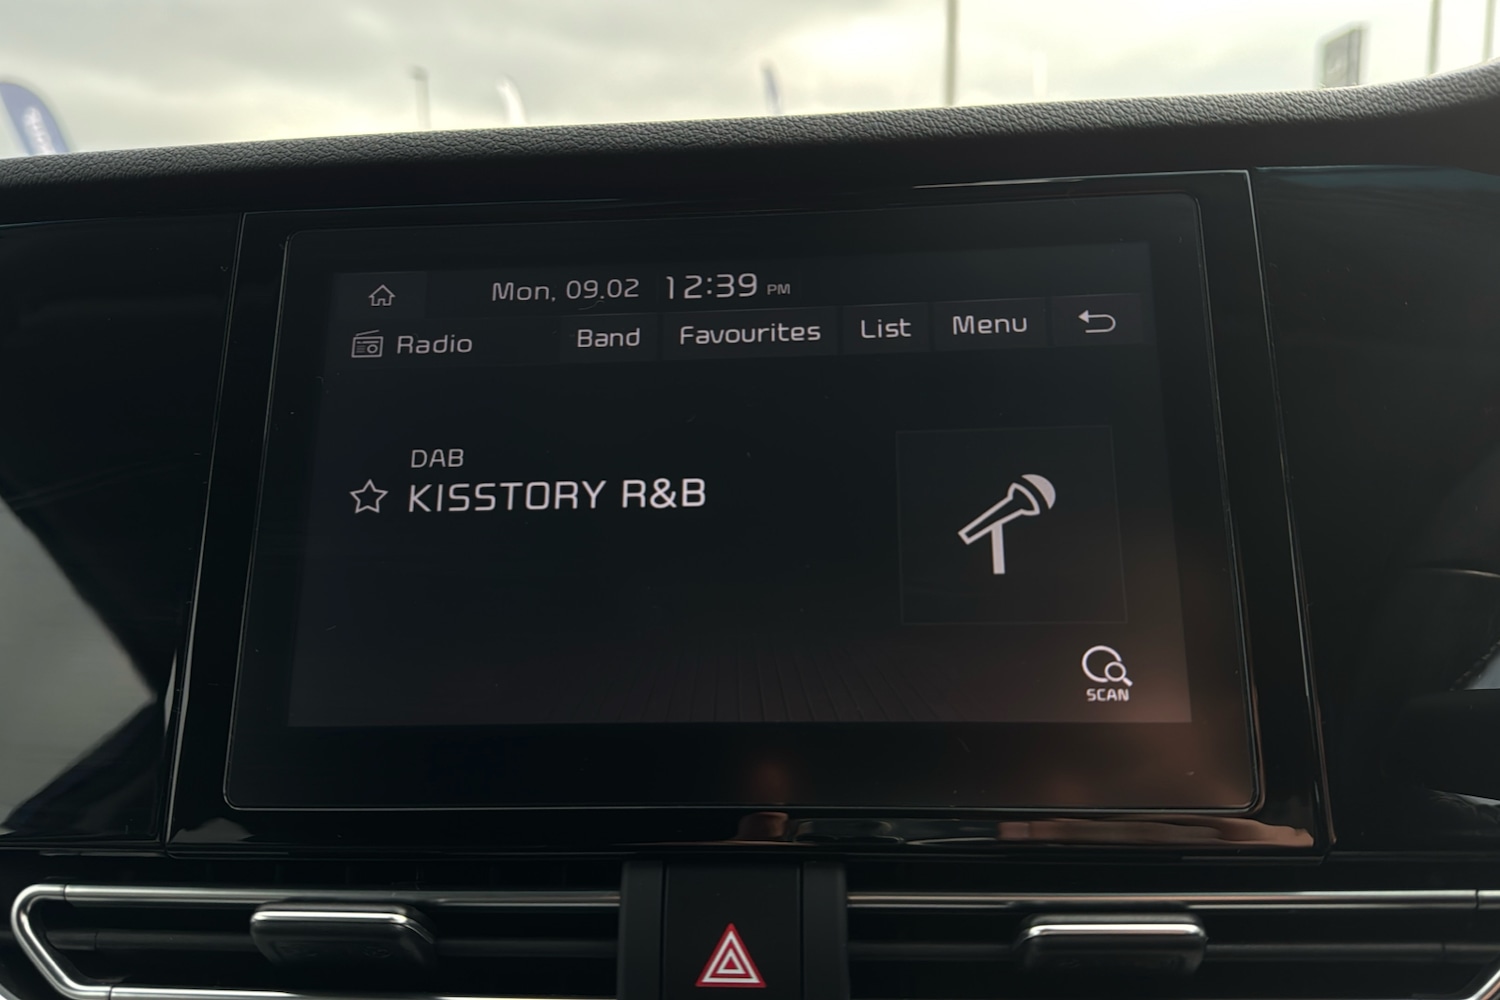 Mon, 09.02 12:39 PM
Radio Band Favourites List Menu
DAB
KISSTORY R&B
SCAN